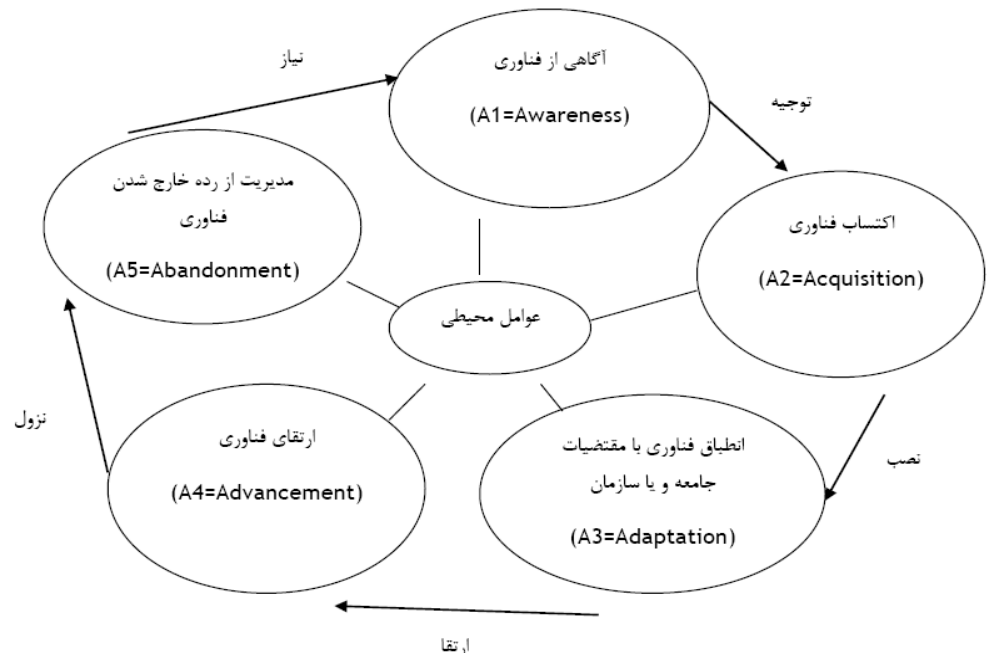 نیاز
آگاهی از فناوری
(A1=Awareness)
توجیه
اکتساب فناوری
(A2=Acquisition)
نصب
انطباق فناوری با مقتضیات
جامعه و یا سازمان
(A3=Adaptation)
ارتقا
ارتقای فناوری
(A4=Advancement)
نزول
مدیریت از رده خارج شدن
فناوری
(A5=Abandonment)
عوامل محیطی